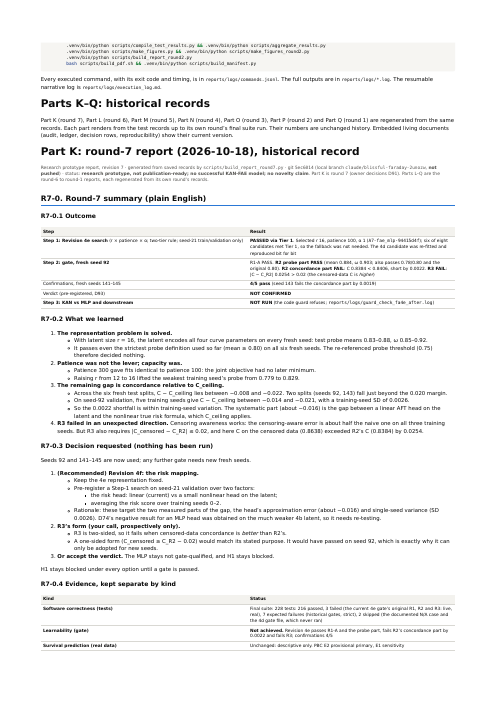 .venv/bin/python scripts/compile_test_results.py && .venv/bin/python scripts/aggregate_results.py
.venv/bin/python scripts/make_figures.py && .venv/bin/python scripts/make_figures_round2.py
.venv/bin/python scripts/build_report_round2.py
bash scripts/build_pdf.sh && .venv/bin/python scripts/build_manifest.py
Every executed command, with its exit code and timing, is in reports/logs/commands.jsonl. The full outputs are in reports/logs/*.log. The resumable
narrative log is reports/logs/execution_log.md.
Parts K–Q: historical records
Part K (round 7), Part L (round 6), Part M (round 5), Part N (round 4), Part O (round 3), Part P (round 2) and Part Q (round 1) are regenerated from the same
records. Each part renders from the test records up to its own round's final suite run. Their numbers are unchanged history. Embedded living documents
(audit, ledger, decision rows, reproducibility) show their current version.
Part K: round-7 report (2026-10-18), historical record
Research prototype report, revision 7 · generated from saved records by scripts/build_report_round7.py · git
not
pushed) · status: research prototype, not publication-ready; no successful KAN-FAS model; no novelty claim. Part K is round 7 (owner decisions D91). Parts L–Q are the
round-6 to round-1 reports, each regenerated from its own round's records.
R7-0. Round-7 summary (plain English)
R7-0.1 Outcome
Step Result
Step 1: Revision 4e search (r × patience × α; two-tier rule; seed-21 train/validation only) PASSED via Tier 1. Selected r 16, patience 100, α 1
six of eight
candidates met Tier 1, so the fallback was not needed. The 4d candidate was re-fitted and
reproduced bit for bit
Step 2: gate, fresh seed 92 R1-A PASS. R2 probe part PASS (mean 0.884, ω 0.903; also passes 0.78/0.80 and the
original 0.80). R2 concordance part FAIL: C 0.8384 < 0.8406, short by 0.0022. R3 FAIL:
|C − C_R2| 0.0254 > 0.02 (the censored-data C is higher)
Confirmations, fresh seeds 141–145 4/5 pass (seed 143 fails the concordance part by 0.0021)
Verdict (pre-registered, D91) NOT CONFIRMED
Step 3: KAN vs MLP and downstream NOT RUN (the code guard refuses; reports/logs/guard_check_fa4e_after.log)
R7-0.2 What we learned
1. The representation problem is solved.
With latent size r = 16, the latent encodes all four curve parameters on every fresh seed: test probe means 0.83–0.88, ω 0.85–0.92.
It passes even the strictest probe definition used so far (mean ≥ 0.80) on all six fresh seeds. The re-referenced probe threshold (0.75)
therefore decided nothing.
2. Patience was not the lever; capacity was.
Patience 300 gave fits identical to patience 100: the joint objective had no later minimum.
Raising r from 12 to 16 lifted the weakest training seed's probe from 0.779 to 0.829.
3. The remaining gap is concordance relative to C_ceiling.
Across the six fresh test splits, C − C_ceiling lies between −0.008 and −0.022. Two splits (seeds 92, 143) fall just beyond the 0.020 margin.
On seed-92 validation, five training seeds give C − C_ceiling between −0.014 and −0.021, with a training-seed SD of 0.0026.
So the 0.0022 shortfall is within training-seed variation. The systematic part (about −0.016) is the gap between a linear AFT head on the
latent and the nonlinear true risk formula, which C_ceiling applies.
4. R3 failed in an unexpected direction. Censoring awareness works: the censoring-aware error is about half the naive one on all three training
seeds. But R3 also requires |C_censored − C_R2| ≤ 0.02, and here C on the censored data (0.8638) exceeded R2's C (0.8384) by 0.0254.
R7-0.3 Decision requested (nothing has been run)
Seeds 92 and 141–145 are now used; any further gate needs new seeds.
1. (Recommended) Revision 4f: the risk mapping.
Keep the 4e representation fixed.
Pre-register a Step-1 search on seed-21 validation over two factors:
the risk head: linear (current) vs a small nonlinear head on the latent;
averaging the risk score over training seeds 0–2.
Rationale: these target the two measured parts of the gap, the head's approximation error (about −0.016) and single-seed variance (SD
0.0026). D74's negative result for an MLP head was obtained on the much weaker 4b latent, so it needs re-testing.
2. R3's form (your call, prospectively only).
R3 is two-sided, so it fails when censored-data concordance is better than R2's.
A one-sided form (C_censored ≥ C_R2 − 0.02) would match its stated purpose. It would have passed on seed 92, which is exactly why it can
only be adopted for new seeds.
3. Or accept the verdict. The MLP stays not gate-qualified, and H1 stays blocked.
H1 stays blocked under every option until a gate is passed.
R7-0.4 Evidence, kept separate by kind
Kind Status
Software correctness (tests) Final suite: 228 tests: 216 passed, 3 failed (the current 4e gate's original R1, R2 and R3: live,
real), 7 expected failures (historical gates, strict), 2 skipped (the documented N/A case and
the 4d gate file, which never ran)
Learnability (gate) Not achieved. Revision 4e passes R1-A and the probe part, fails R2's concordance part by
0.0022 and fails R3; confirmations 4/5
Survival prediction (real data) Unchanged: descriptive only. PBC E2 provisional primary, E1 sensitivity